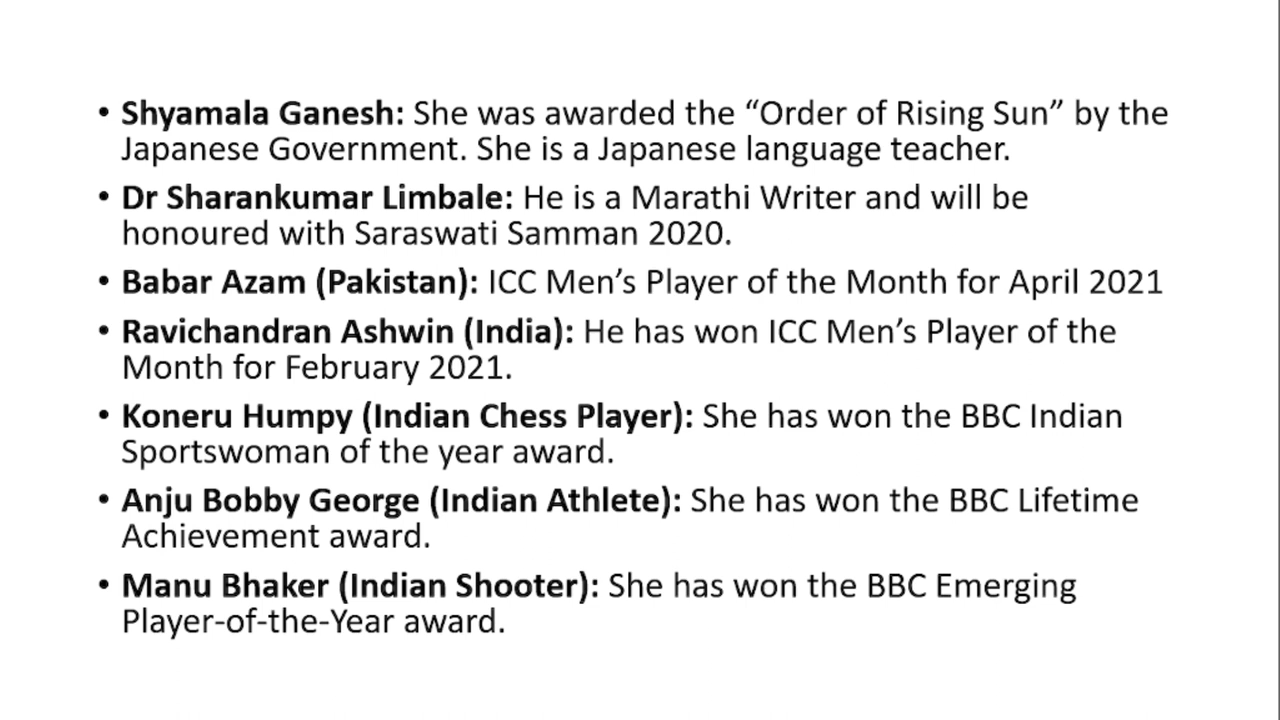 • Shyamala Ganesh: She was awarded the “Order of Rising Sun” by the
Japanese Government. She is a Japanese language teacher.
• Dr Sharankumar Limbale: He is a Marathi Writer and will be
honoured with Saraswati Samman 2020.
• Babar Azam (Pakistan): ICC Men’s Player of the Month for April 2021
• Ravichandran Ashwin (India): He has won ICC Men’s Player of the
Month for February 2021.
• Koneru Humpy (Indian Chess Player): She has won the BBC Indian
Sportswoman of the year award.
• Anju Bobby George (Indian Athlete): She has won the BBC Lifetime
Achievement award.
• Manu Bhaker (Indian Shooter): She has won the BBC Emerging
Player-of-the-Year award.